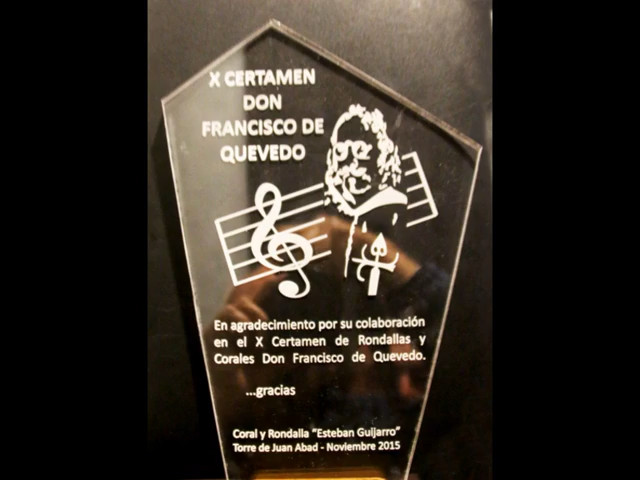 X CERTAMEN
DON
FRANCISCO DE
QUEVEDO
En agradecimiento por su colaboración
en el X Certamen de Rondallas y
Corales Don Francisco de Quevedo.
...gracias
Coral y Rondalla "Esteban Guijarro"
Torre de Juan Abad - Noviembre 2015